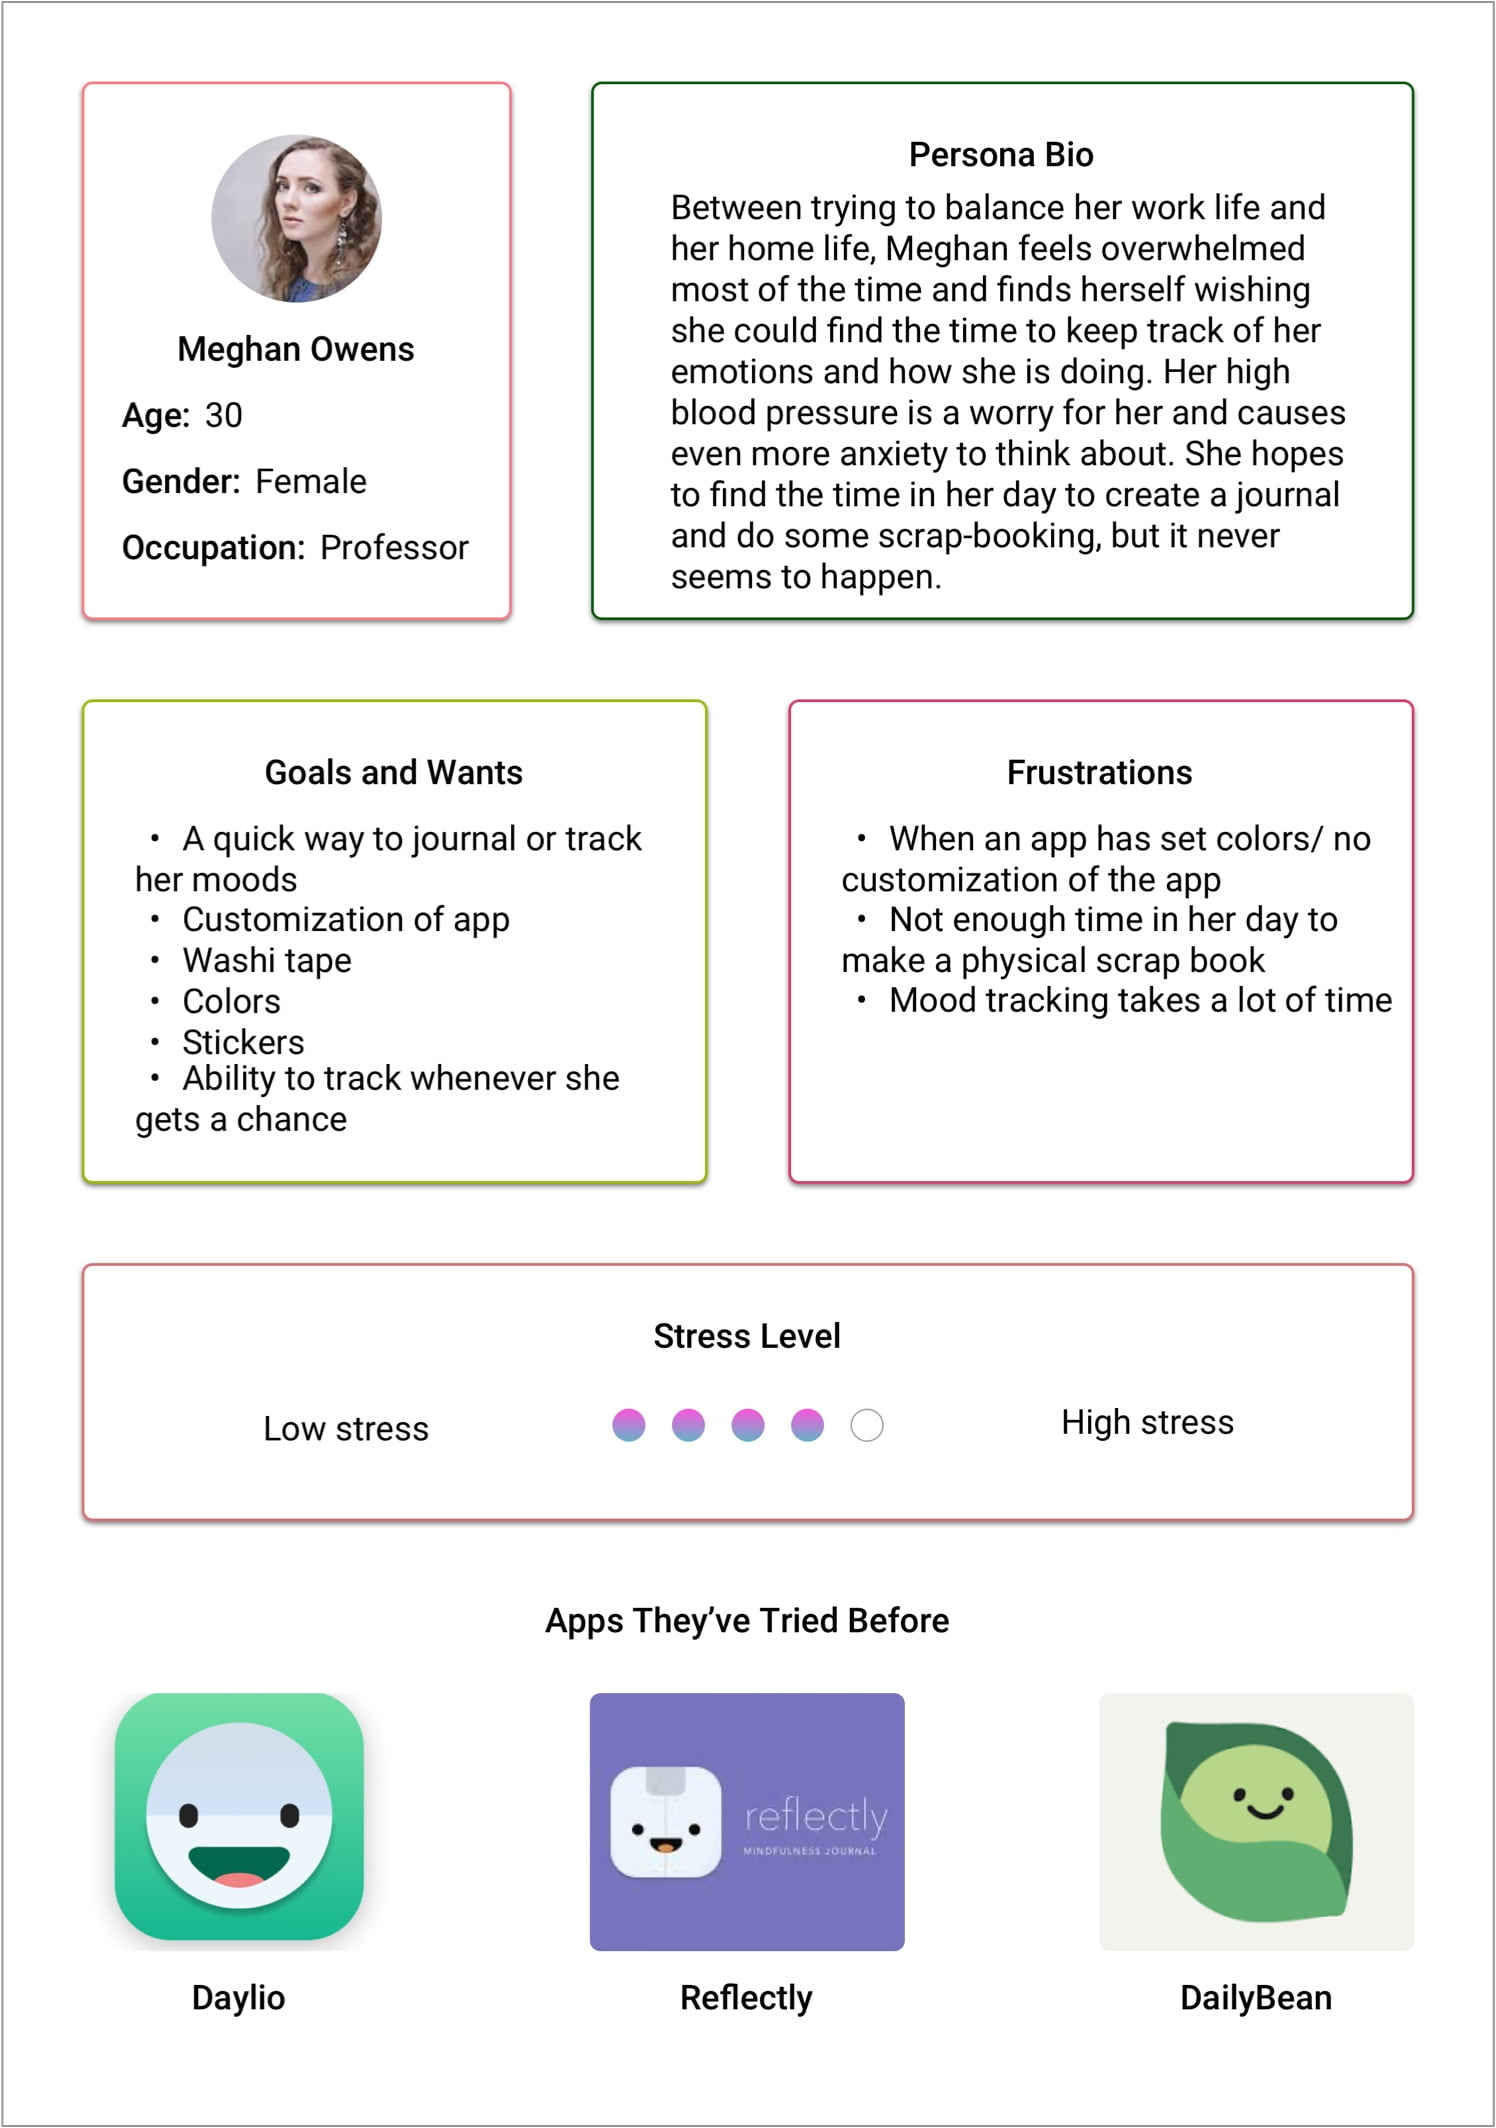 Meghan Owens
Age: 30
Gender: Female
Occupation: Professor
Persona Bio
Between trying to balance her work life and
her home life, Meghan feels overwhelmed
most of the time and finds herself wishing
she could find the time to keep track of her
emotions and how she is doing. Her high
blood pressure is a worry for her and causes
even more anxiety to think about. She hopes
to find the time in her day to create a journal
and do some scrap-booking, but it never
seems to happen.
Goals and Wants
• A quick way to journal or track
her moods
• Customization of app
• Washi tape
• Colors
• Stickers
• Ability to track whenever she
gets a chance
Frustrations
• When an app has set colors/ no
customization of the app
• Not enough time in her day to
make a physical scrap book
• Mood tracking takes a lot of time
Stress Level
Low stress
High stress
Apps They’ve Tried Before
reflectly
MINDFULNESS JOURNAL
Daylio
Reflectly
DailyBean